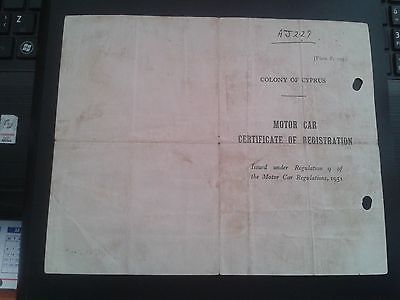 AJ227
COLONY OF CYPRUS
MOTOR CAR
CERTIFICATE OF REGISTRATION
Issued under Regulation 9 of
the Motor Car Regulations, 1951